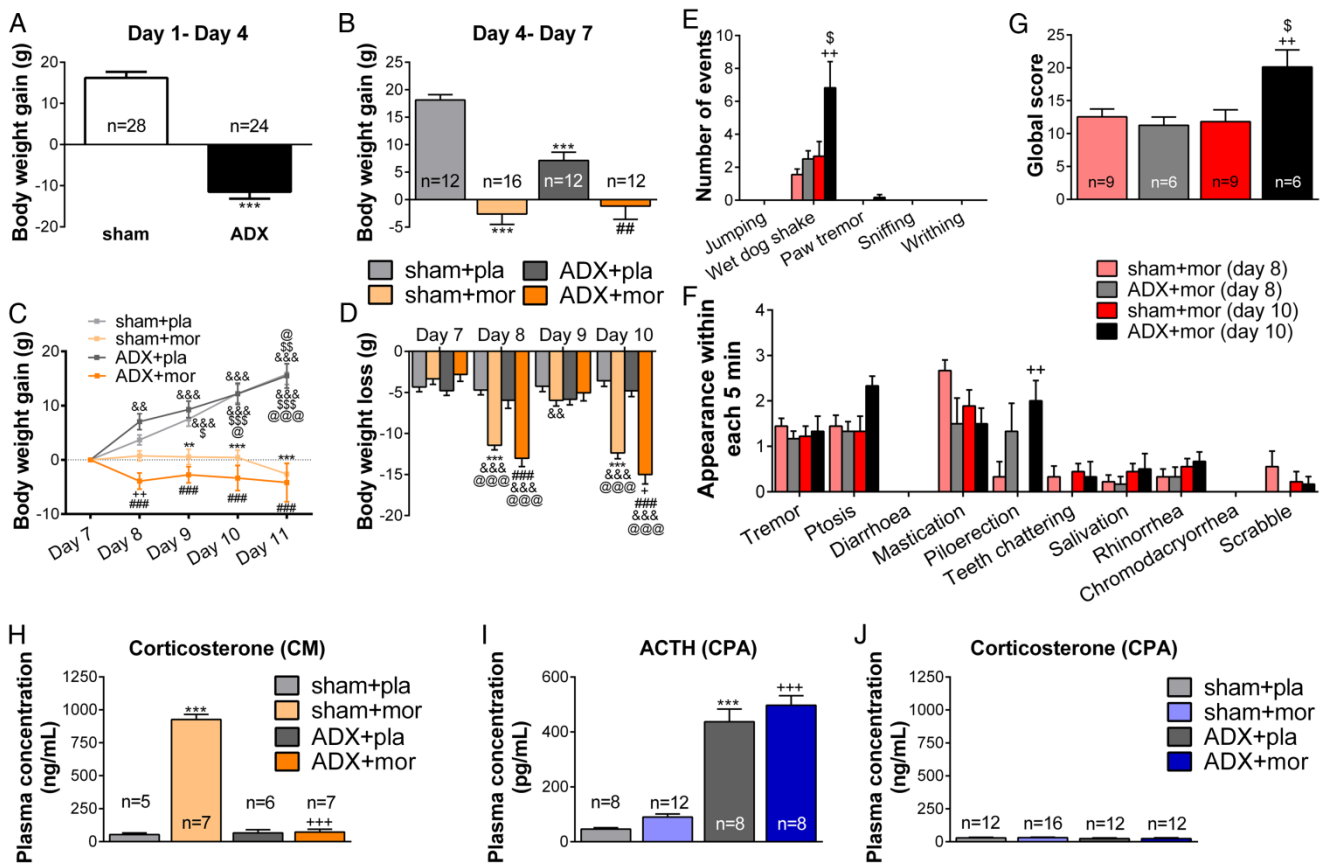 A
Day 1- Day 4
Body weight gain (g)
20
10
0
-10
-20
n=28
n=24
***
sham
ADX
B
Day 4- Day 7
Body weight gain (g)
25
20
15
10
5
0
-5
n=12
n=16
***
***
n=12
n=12
##
sham+pla
ADX+pla
sham+mor
ADX+mor
C
Body weight gain (g)
20
10
0
-10
sham+pla
sham+mor
ADX+pla
ADX+mor
&&
&&&
&&&
$
&&&
&&&
$$$
@
@
$$
&&&
&&&
$$$
@@@
**
***
***
++
###
###
###
###
Day 7
Day 8
Day 9
Day 10
Day 11
D
Body weight loss (g)
Day 7
Day 8
Day 9
Day 10
0
-5
-10
-15
-20
***
&&&
@@@
###
&&&
@@@
&&
***
&&&
@@@
+
###
&&&
@@@
E
Number of events
10
8
6
4
2
0
$
++
Jumping
Wet dog shake
Paw tremor
Sniffing
Writhing
G
Global score
25
20
15
10
5
0
$
++
n=9
n=6
n=9
n=6
sham+mor (day 8)
ADX+mor (day 8)
sham+mor (day 10)
ADX+mor (day 10)
F
Appearance within
each 5 min
4
3
2
1
0
++
Tremor
Ptosis
Diarrhoea
Mastication
Piloerection
Teeth chattering
Salivation
Rhinorrhea
Chromodacryorrhea
Scrabble
H
Corticosterone (CM)
Plasma concentration
(ng/mL)
1250
1000
750
500
250
0
n=5
***
n=7
n=6
n=7
+++
sham+pla
sham+mor
ADX+pla
ADX+mor
I
ACTH (CPA)
Plasma concentration
(pg/mL)
600
400
200
0
n=8
n=12
***
n=8
+++
n=8
J
Corticosterone (CPA)
Plasma concentration
(ng/mL)
1250
1000
750
500
250
0
n=12
n=16
n=12
n=12
sham+pla
sham+mor
ADX+pla
ADX+mor